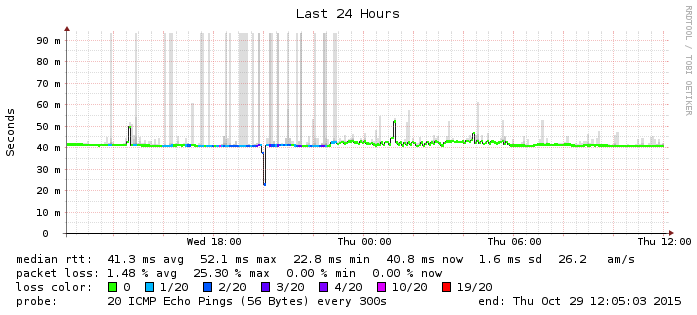 Last 24 Hours
RRDTOOL / TOBI OETIKER
Seconds
90 m
80 m
70 m
60 m
50 m
40 m
30 m
20 m
10 m
0
Wed 18:00 Thu 00:00 Thu 06:00 Thu 12:00
median rtt: 41.3 ms avg 52.1 ms max 22.8 ms min 40.8 ms now 1.6 ms sd 26.2 am/s
packet loss: 1.48 % avg 25.30 % max 0.00 % min 0.00 % now
loss color: 0 1/20 2/20 3/20 4/20 10/20 19/20
probe: 20 ICMP Echo Pings (56 Bytes) every 300s end: Thu Oct 29 12:05:03 2015